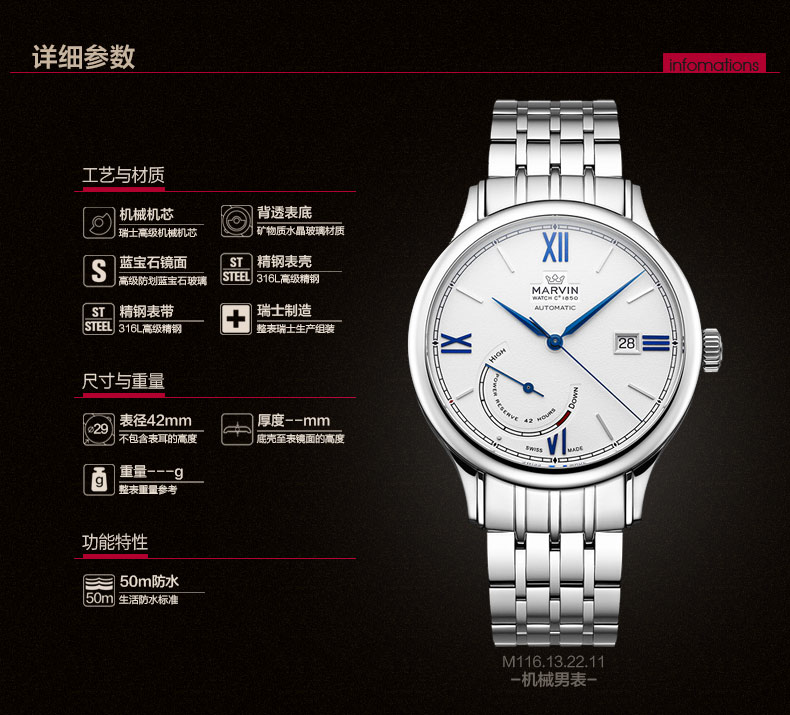 详细参数
infomations
工艺与材质
机械机芯
瑞士高级机械机芯
背透表底
矿物质水晶玻璃材质
S
蓝宝石镜面
高级防划蓝宝石玻璃
ST
STEEL
精钢表壳
316L高级精钢
ST
STEEL
精钢表带
316L高级精钢
瑞士制造
整表瑞士生产组装
尺寸与重量
ø29
表径42mm
不包含表耳的高度
厚度--mm
底壳至表镜面的高度
g
重量---g
整表重量参考
功能特性
50m
50m防水
生活防水标准
XII
MARVIN
WATCH Cº 1850
AUTOMATIC
IX
28
III
HIGH
DOWN
POWER RESERVE 42 HOURS
VI
SWISS MADE
M116.13.22.11
-机械男表-